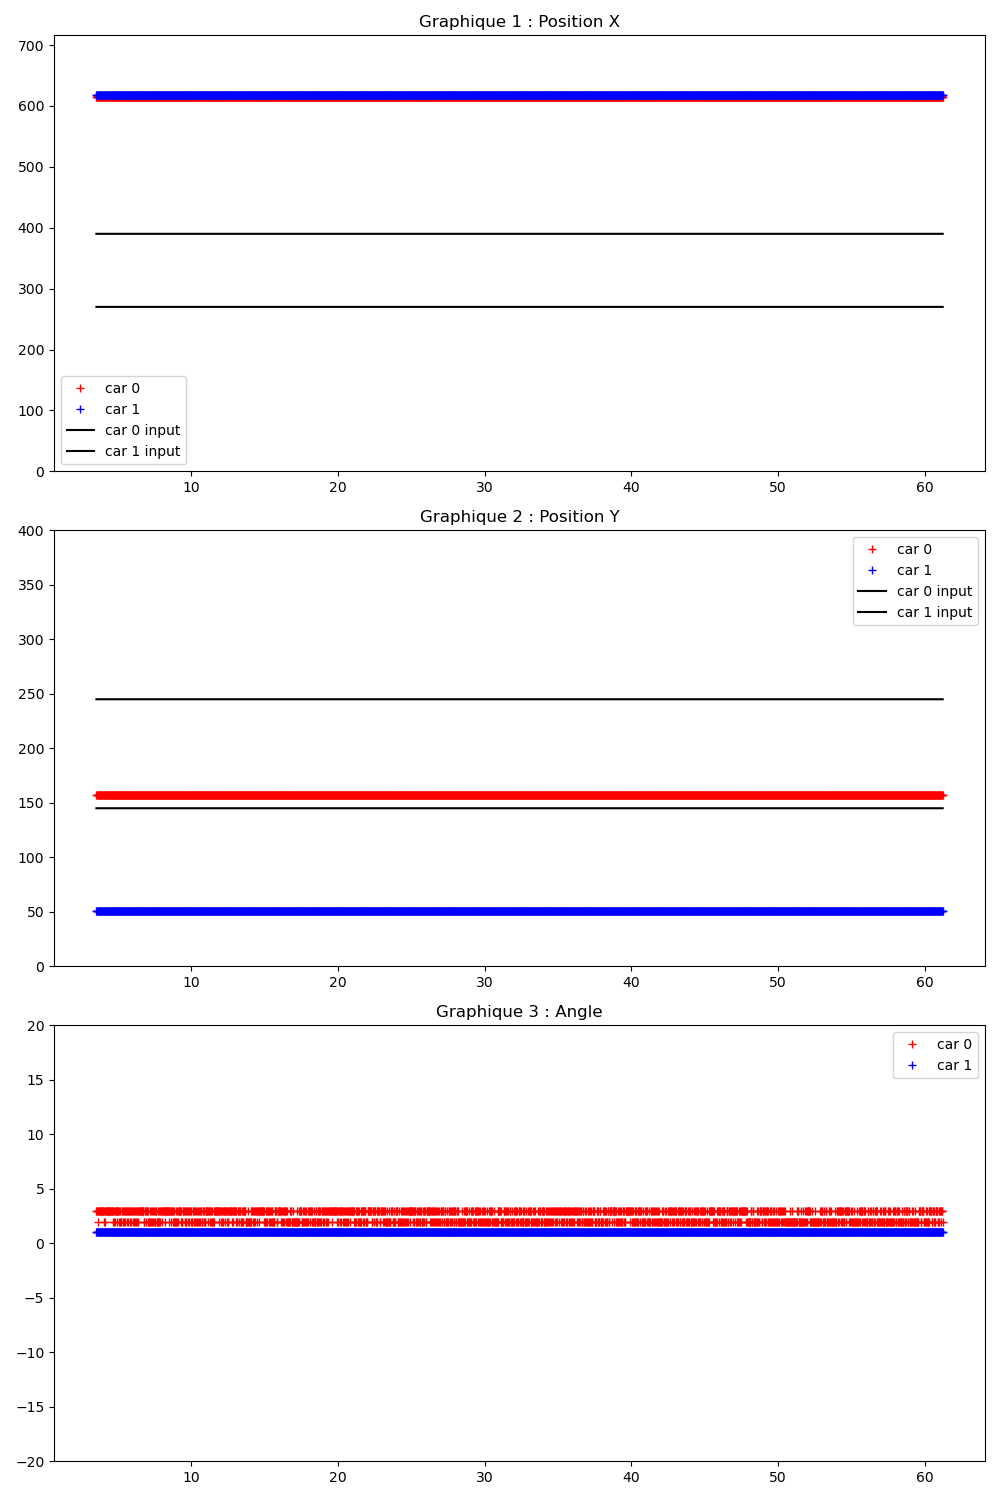 Graphique 1 : Position X
700
600
500
400
300
200
100
0
car 0
car 1
car 0 input
car 1 input
10 20 30 40 50 60
Graphique 2 : Position Y
400
350
300
250
200
150
100
50
0
car 0
car 1
car 0 input
car 1 input
10 20 30 40 50 60
Graphique 3 : Angle
20
15
10
5
0
−5
−10
−15
−20
car 0
car 1
10 20 30 40 50 60